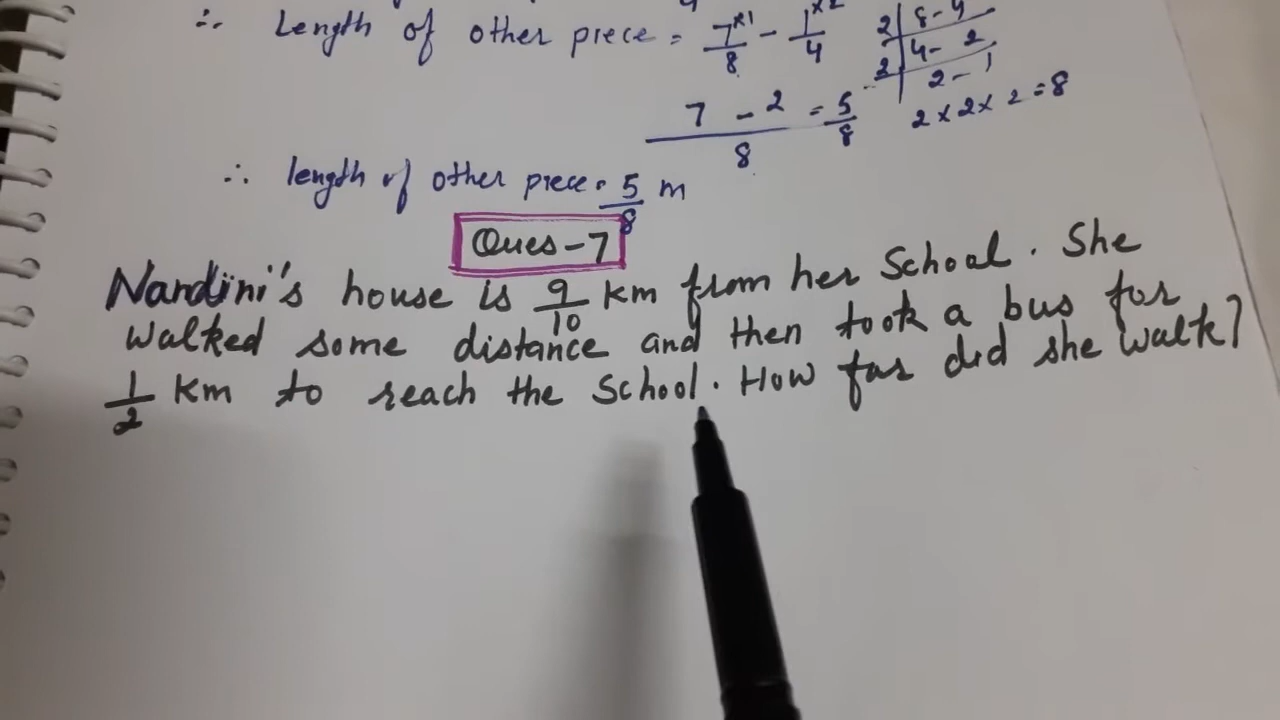 ∴ Length of other piece = 7×1/8 - 1×2/4
2 | 8-4
2 | 4-2
2-1
2×2×2=8
7-2/8 = 5/8
∴ length of other piece = 5/8 m
Ques-7
Nandini's house is 9/10 km from her School. She
walked some distance and then took a bus for
1/2 km to reach the School. How far did she walk?